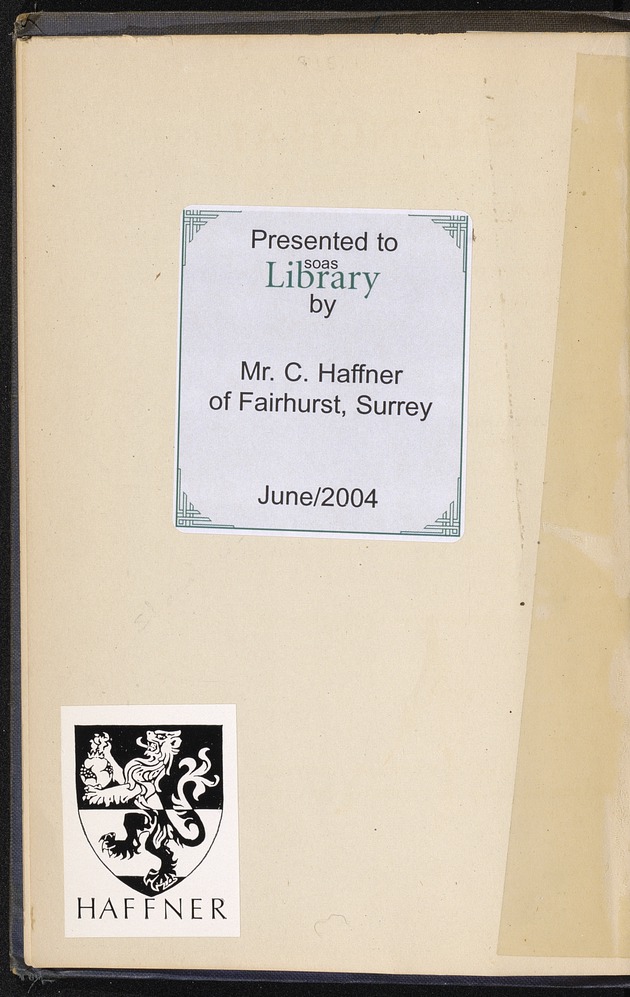 Presented to
soas
Library
by
Mr. C. Haffner
of Fairhurst, Surrey
June/2004
HAFFNER